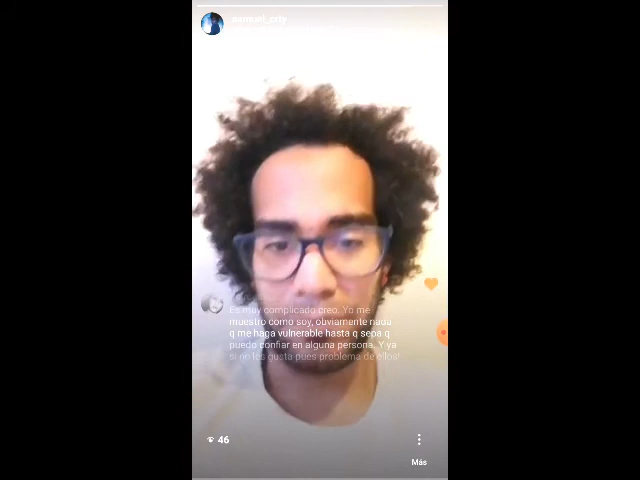 Es muy complicado creo. Yo me
muestro como soy, obviamente nada
q me haga vulnerable hasta q sepa q
puedo confiar en alguna persona. Y ya
si no les gusta pues problema de ellos!
46
Más